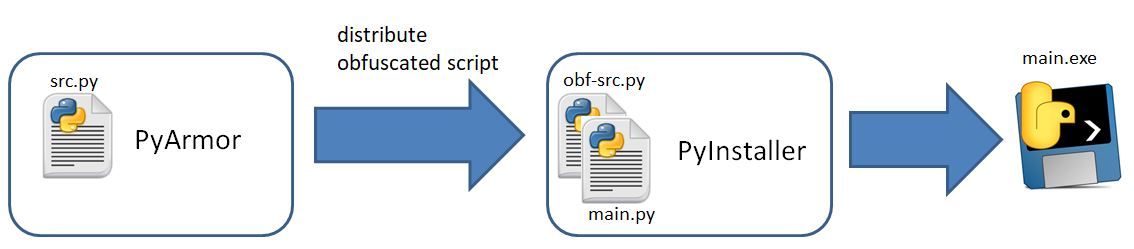 src.py
PyArmor
distribute
obfuscated script
obf-src.py
PyInstaller
main.py
main.exe